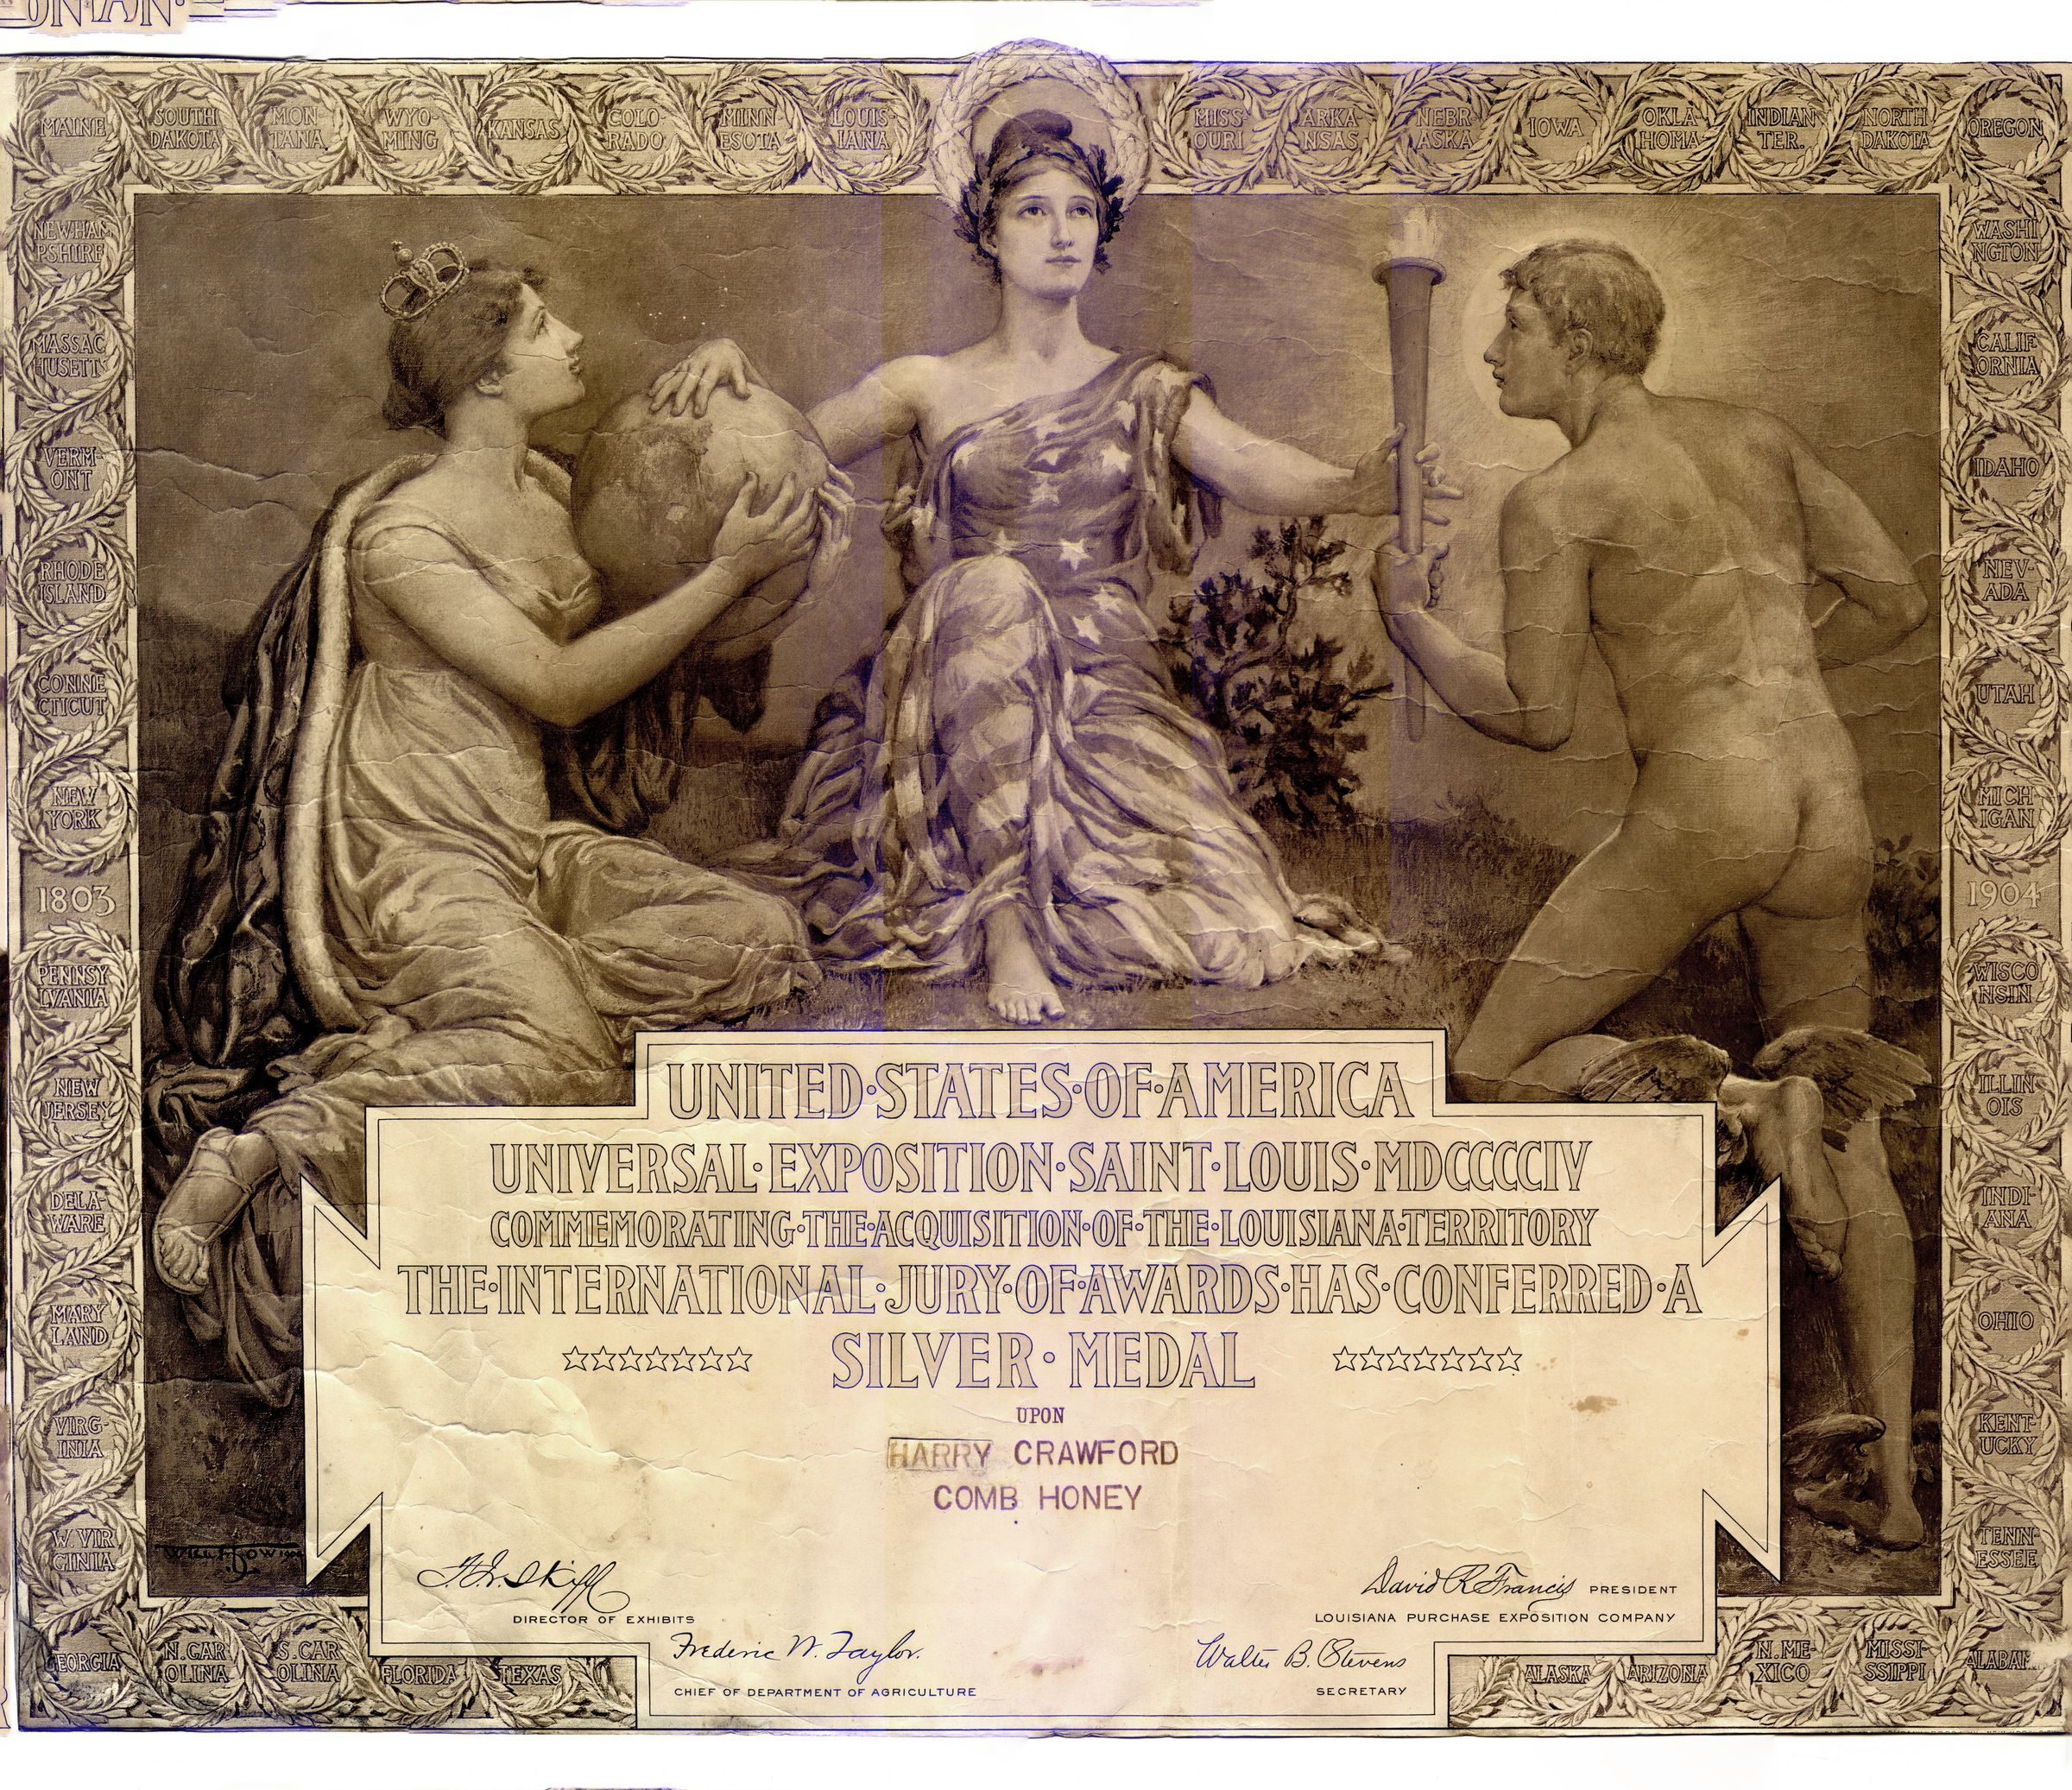 MAINE
SOUTH
DAKOTA
MON-
TANA
WYO-
MING
KANSAS
COLO-
RADO
MINN
ESOTA
LOUIS
IANA
MISS-
OURI
ARKA-
NSAS
NEBR-
ASKA
IOWA
OKLA-
HOMA
INDIAN
TER.
NORTH
DAKOTA
OREGON
NEWHAM
PSHIRE
MASSAC
HUSETTS
VERM-
ONT
RHODE
ISLAND
CONNE
CTICUT
NEW
YORK
1803
PENNSY
LVANIA
NEW
JERSEY
DELA-
WARE
MARY
LAND
VIRG-
INIA
W. VIR
GINIA
GEORGIA
N. CAR
OLINA
S. CAR
OLINA
FLORIDA
TEXAS
WASHI
NGTON
CALIF
ORNIA
IDAHO
NEV-
ADA
UTAH
MICH
IGAN
1904
WISCO
NSIN
ILLIN
OIS
INDI-
ANA
OHIO
KENT-
UCKY
TENN-
ESSEE
ALASKA
ARIZONA
N. ME-
XICO
MISSI-
SSIPPI
ALABAM
UNITED·STATES·OF·AMERICA
UNIVERSAL·EXPOSITION·SAINT·LOUIS·MDCCCCIV
COMMEMORATING·THE·ACQUISITION·OF·THE·LOUISIANA·TERRITORY
THE·INTERNATIONAL·JURY·OF·AWARDS·HAS·CONFERRED·A
SILVER·MEDAL
UPON
HARRY CRAWFORD
COMB HONEY
F. J. V. Skiff
DIRECTOR OF EXHIBITS
David R. Francis PRESIDENT
LOUISIANA PURCHASE EXPOSITION COMPANY
Frederic W. Taylor.
CHIEF OF DEPARTMENT OF AGRICULTURE
Walter B. Stevens
SECRETARY